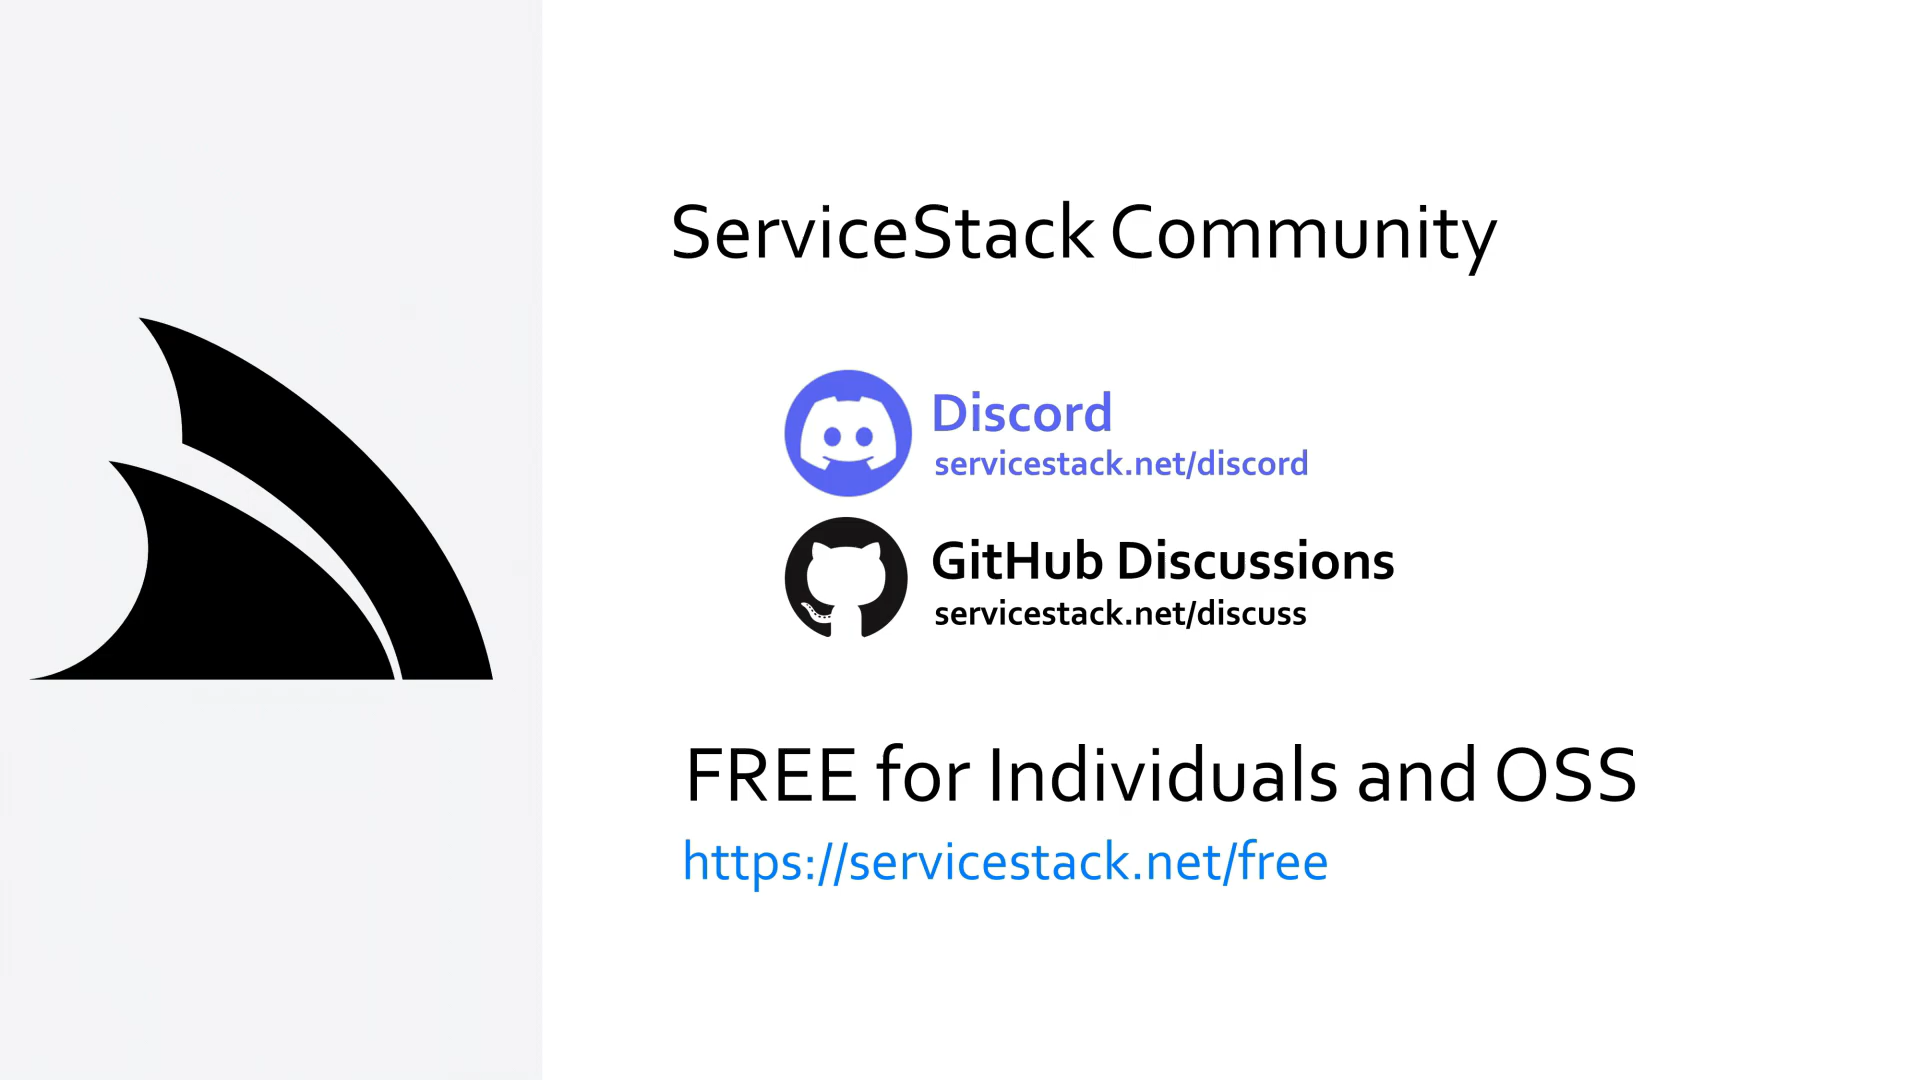 ServiceStack Community
Discord
servicestack.net/discord
GitHub Discussions
servicestack.net/discuss
FREE for Individuals and OSS
https://servicestack.net/free